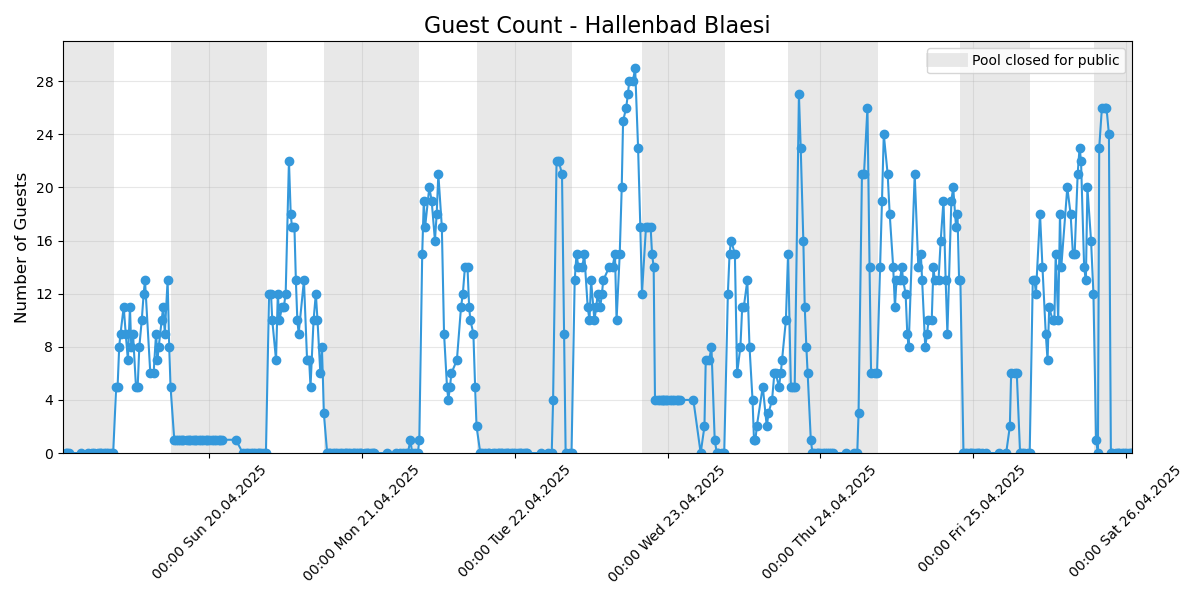 Guest Count - Hallenbad Blaesi
Pool closed for public
Number of Guests
28
24
20
16
12
8
4
0
00:00 Sun 20.04.2025
00:00 Mon 21.04.2025
00:00 Tue 22.04.2025
00:00 Wed 23.04.2025
00:00 Thu 24.04.2025
00:00 Fri 25.04.2025
00:00 Sat 26.04.2025